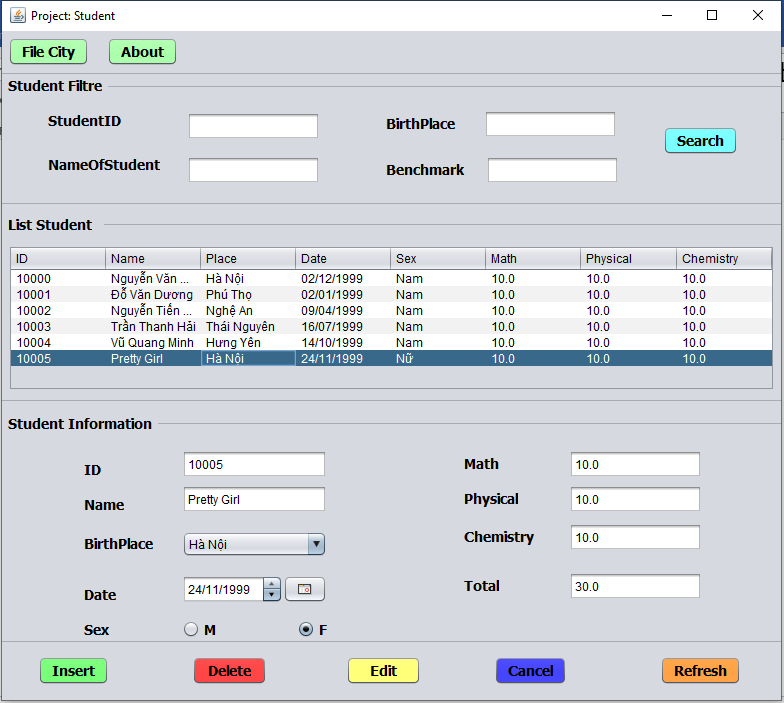 Project: Student
File City About
Student Filtre
StudentID BirthPlace
Search
NameOfStudent Benchmark
List Student
ID Name Place Date Sex Math Physical Chemistry
10000 Nguyễn Văn ... Hà Nội 02/12/1999 Nam 10.0 10.0 10.0
10001 Đỗ Văn Dương Phú Thọ 02/01/1999 Nam 10.0 10.0 10.0
10002 Nguyễn Tiến ... Nghệ An 09/04/1999 Nam 10.0 10.0 10.0
10003 Trần Thanh Hải Thái Nguyên 16/07/1999 Nam 10.0 10.0 10.0
10004 Vũ Quang Minh Hưng Yên 14/10/1999 Nam 10.0 10.0 10.0
10005 Pretty Girl Hà Nội 24/11/1999 Nữ 10.0 10.0 10.0
Student Information
ID 10005 Math 10.0
Name Pretty Girl Physical 10.0
BirthPlace Hà Nội Chemistry 10.0
Date 24/11/1999 Total 30.0
Sex M F
Insert Delete Edit Cancel Refresh